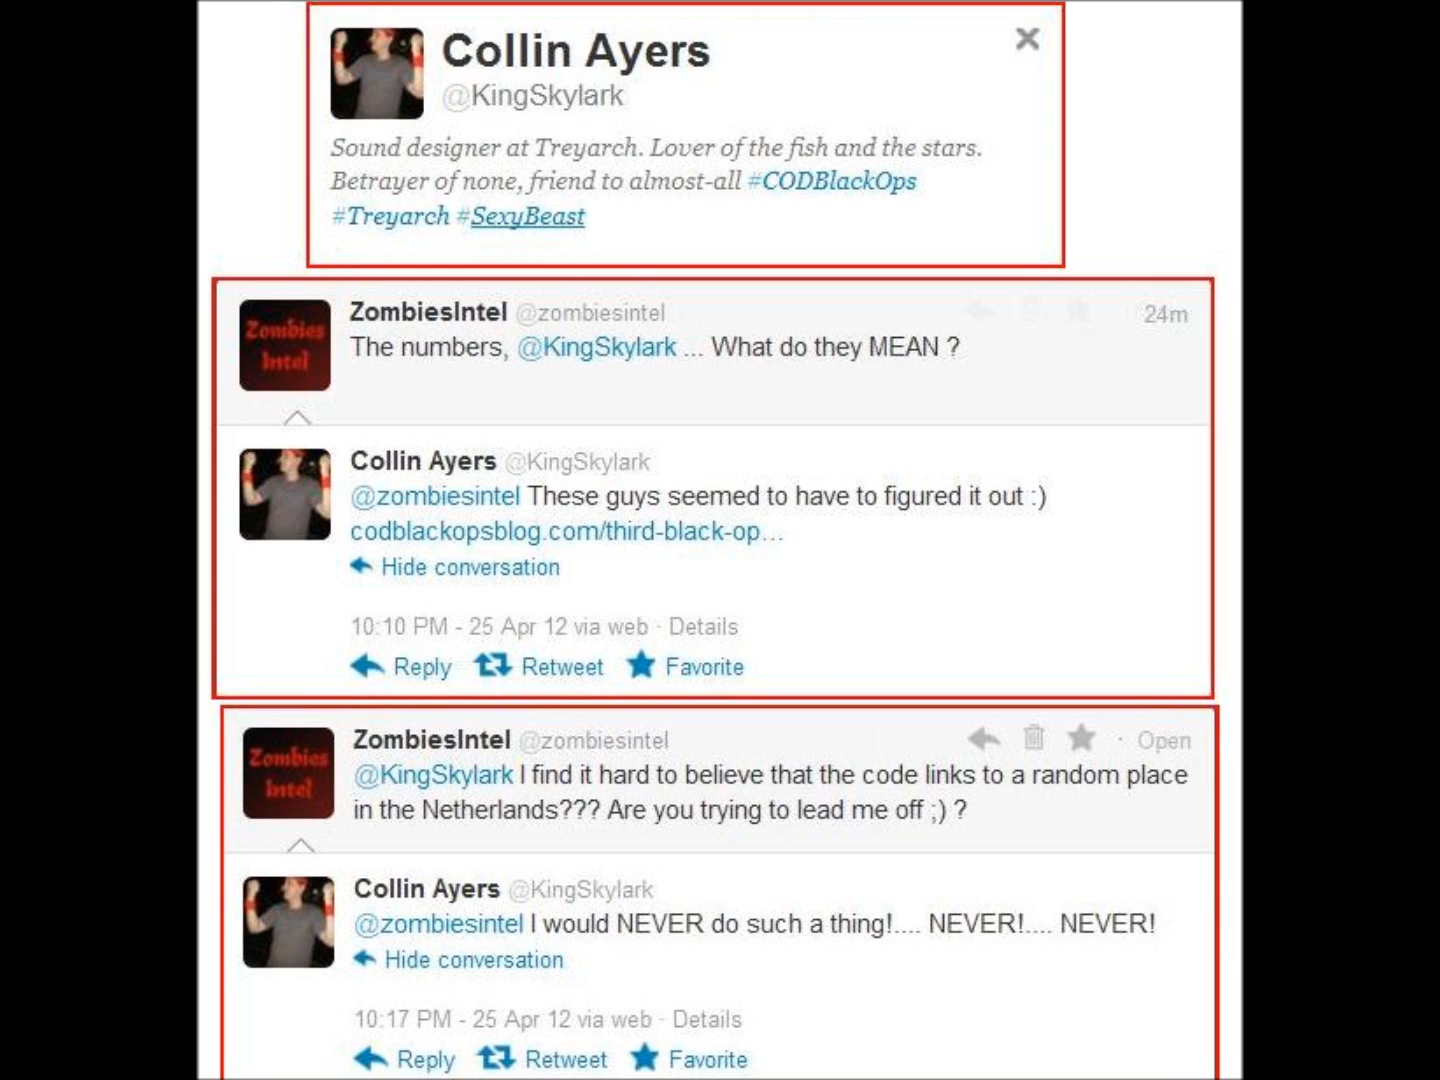 Collin Ayers
@KingSkylark
Sound designer at Treyarch. Lover of the fish and the stars.
Betrayer of none, friend to almost-all #CODBlackOps
#Treyarch #SexyBeast
Zombies
Intel
ZombiesIntel @zombiesintel
24m
The numbers, @KingSkylark ... What do they MEAN ?
Collin Ayers @KingSkylark
@zombiesintel These guys seemed to have to figured it out :)
codblackopsblog.com/third-black-op...
Hide conversation
10:10 PM - 25 Apr 12 via web · Details
Reply Retweet Favorite
Zombies
Intel
ZombiesIntel @zombiesintel
· Open
@KingSkylark I find it hard to believe that the code links to a random place
in the Netherlands??? Are you trying to lead me off ;) ?
Collin Ayers @KingSkylark
@zombiesintel I would NEVER do such a thing!.... NEVER!.... NEVER!
Hide conversation
10:17 PM - 25 Apr 12 via web · Details
Reply Retweet Favorite